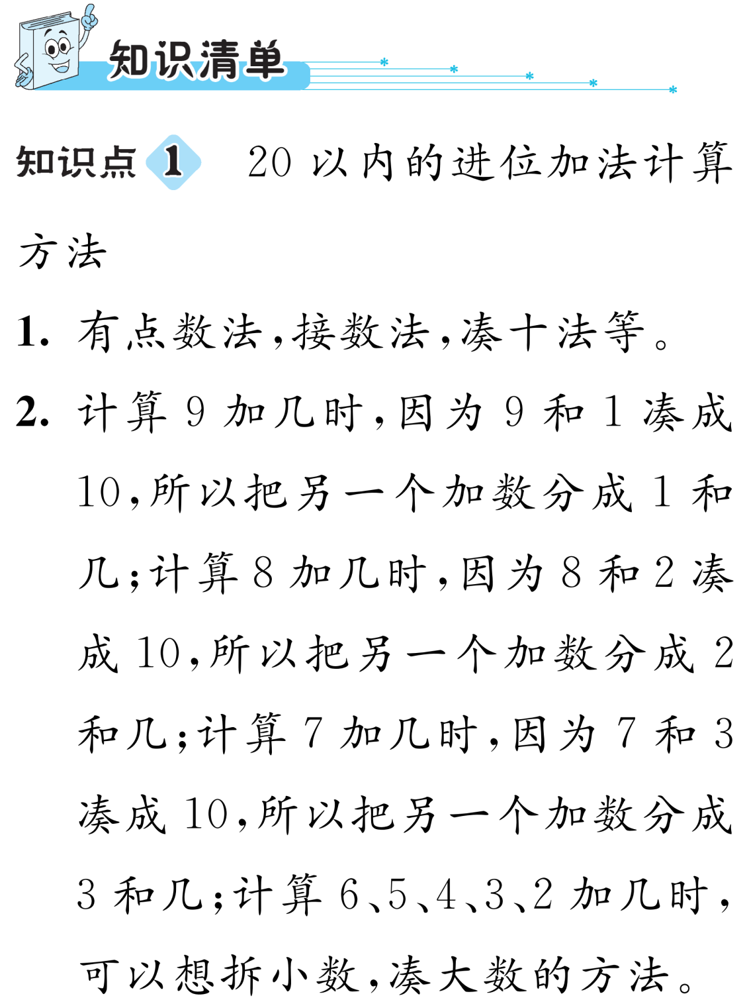 知识清单
知识点 1 20 以内的进位加法计算
方法
1. 有点数法,接数法,凑十法等。
2. 计算 9 加几时,因为 9 和 1 凑成
10,所以把另一个加数分成 1 和
几;计算 8 加几时,因为 8 和 2 凑
成 10,所以把另一个加数分成 2
和几;计算 7 加几时,因为 7 和 3
凑成 10,所以把另一个加数分成
3 和几;计算 6、5、4、3、2 加几时,
可以想拆小数,凑大数的方法。